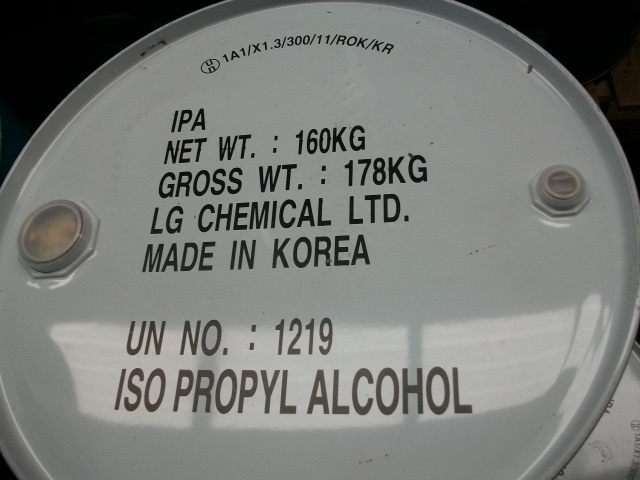 1A1/X1.3/300/11/ROK/KR
IPA
NET WT. : 160KG
GROSS WT. : 178KG
LG CHEMICAL LTD.
MADE IN KOREA
UN NO. : 1219
ISO PROPYL ALCOHOL